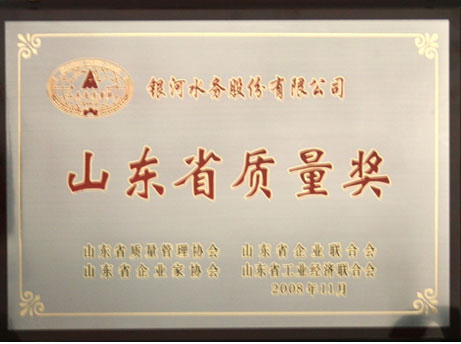 银河水务股份有限公司
山东省质量奖
山东省质量管理协会 山东省企业联合会
山东省企业家协会 山东省工业经济联合会
2008年11月